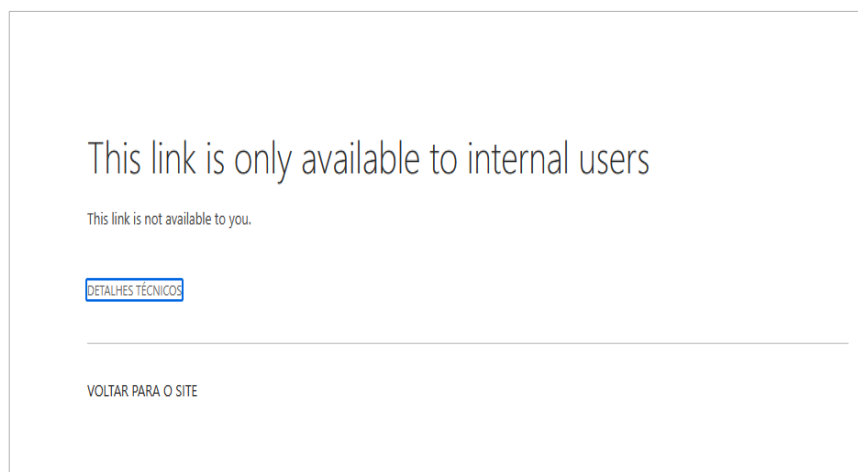 This link is only available to internal users
This link is not available to you.
DETALHES TÉCNICOS
VOLTAR PARA O SITE